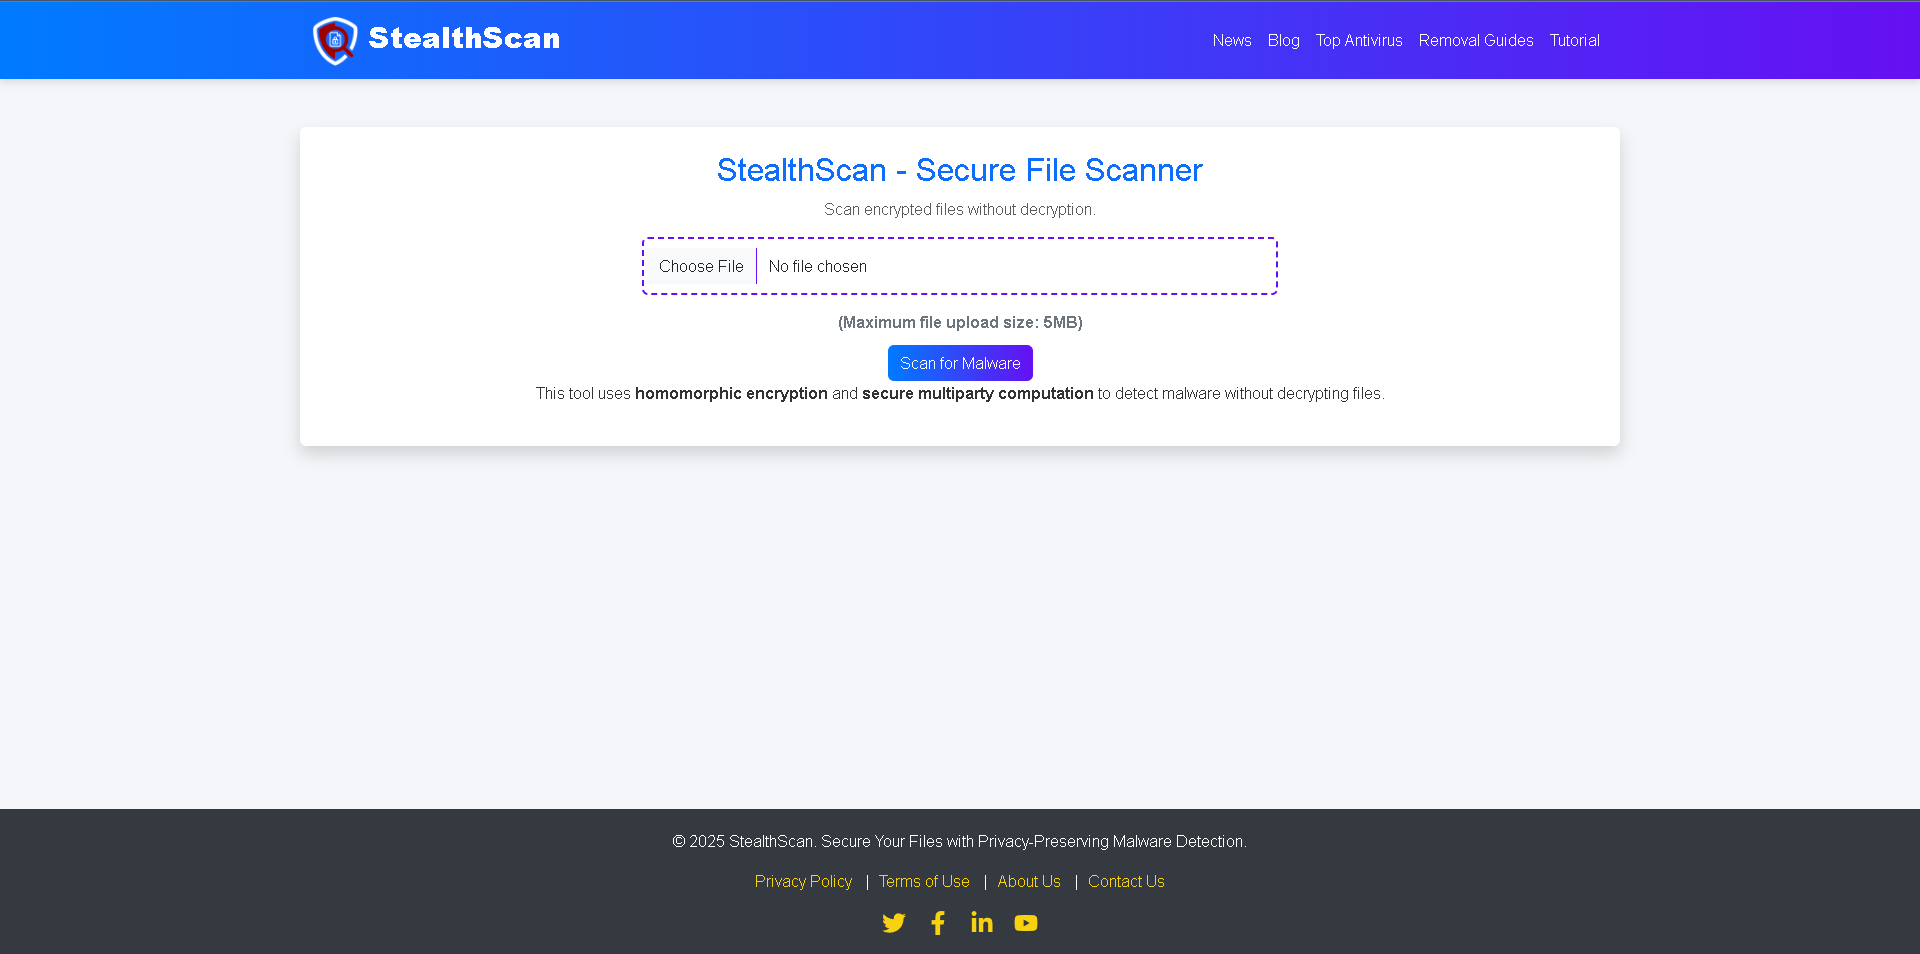 StealthScan
News Blog Top Antivirus Removal Guides Tutorial
StealthScan - Secure File Scanner
Scan encrypted files without decryption.
Choose File No file chosen
(Maximum file upload size: 5MB)
Scan for Malware
This tool uses homomorphic encryption and secure multiparty computation to detect malware without decrypting files.
© 2025 StealthScan. Secure Your Files with Privacy-Preserving Malware Detection.
Privacy Policy | Terms of Use | About Us | Contact Us